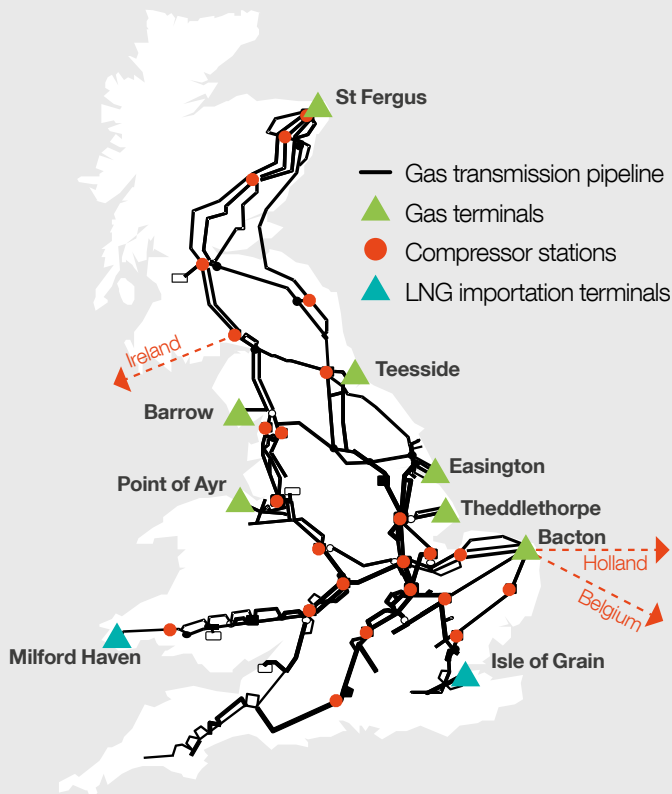 St Fergus
Gas transmission pipeline
Gas terminals
Compressor stations
LNG importation terminals
Ireland
Teesside
Barrow
Easington
Point of Ayr
Theddlethorpe
Bacton
Holland
Belgium
Milford Haven
Isle of Grain